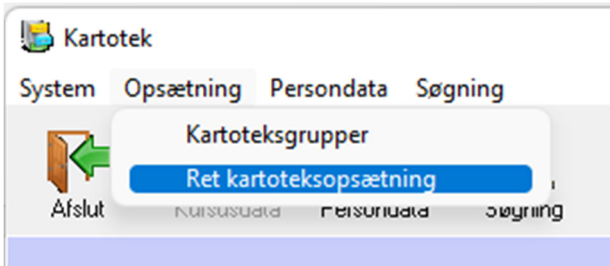 Kartotek
System Opsætning Persondata Søgning
Kartoteksgrupper
Ret kartoteksopsætning
Afslut Kursusdata Persondata Søgning